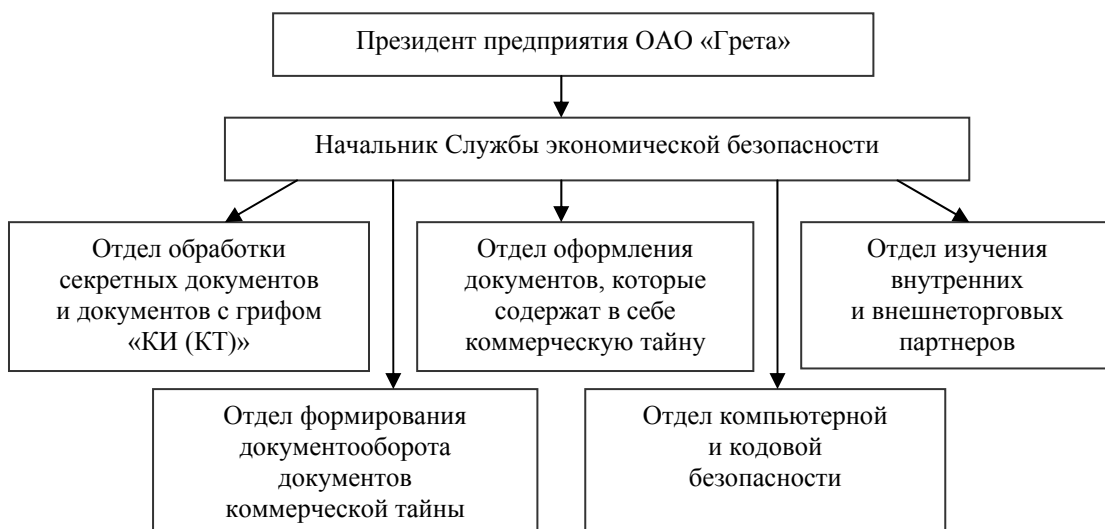 Президент предприятия ОАО «Грета»
Начальник Службы экономической безопасности
Отдел обработки
секретных документов
и документов с грифом
«КИ (КТ)»
Отдел оформления
документов, которые
содержат в себе
коммерческую тайну
Отдел изучения
внутренних
и внешнеторговых
партнеров
Отдел формирования
документооборота
документов
коммерческой тайны
Отдел компьютерной
и кодовой
безопасности